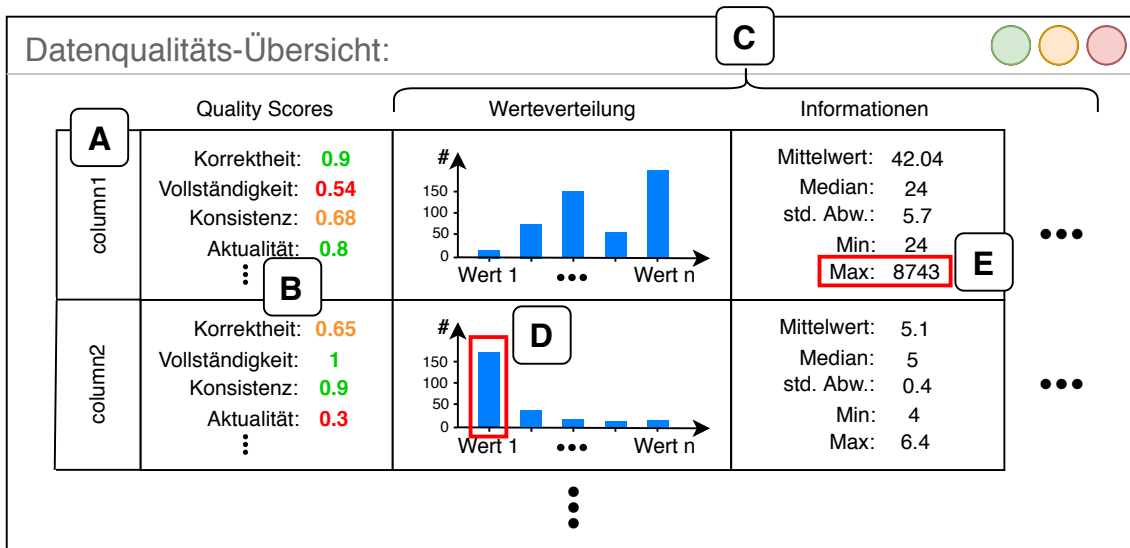 Datenqualitäts-Übersicht:
C
Quality Scores
Werteverteilung
Informationen
A
column1
Korrektheit: 0.9
Vollständigkeit: 0.54
Konsistenz: 0.68
Aktualität: 0.8
B
#
150
100
50
0
Wert 1 ••• Wert n
Mittelwert: 42.04
Median: 24
std. Abw.: 5.7
Min: 24
Max: 8743
E
column2
Korrektheit: 0.65
Vollständigkeit: 1
Konsistenz: 0.9
Aktualität: 0.3
#
D
150
100
50
0
Wert 1 ••• Wert n
Mittelwert: 5.1
Median: 5
std. Abw.: 0.4
Min: 4
Max: 6.4